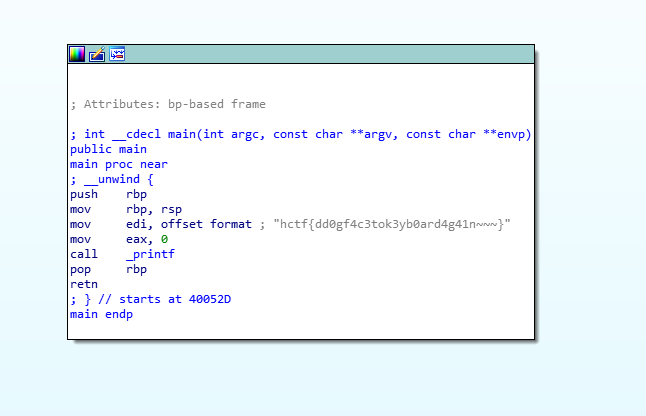 ; Attributes: bp-based frame
; int __cdecl main(int argc, const char **argv, const char **envp)
public main
main proc near
; __unwind {
push    rbp
mov     rbp, rsp
mov     edi, offset format ; "hctf{dd0gf4c3tok3yb0ard4g41n~~~}"
mov     eax, 0
call    _printf
pop     rbp
retn
; } // starts at 40052D
main endp